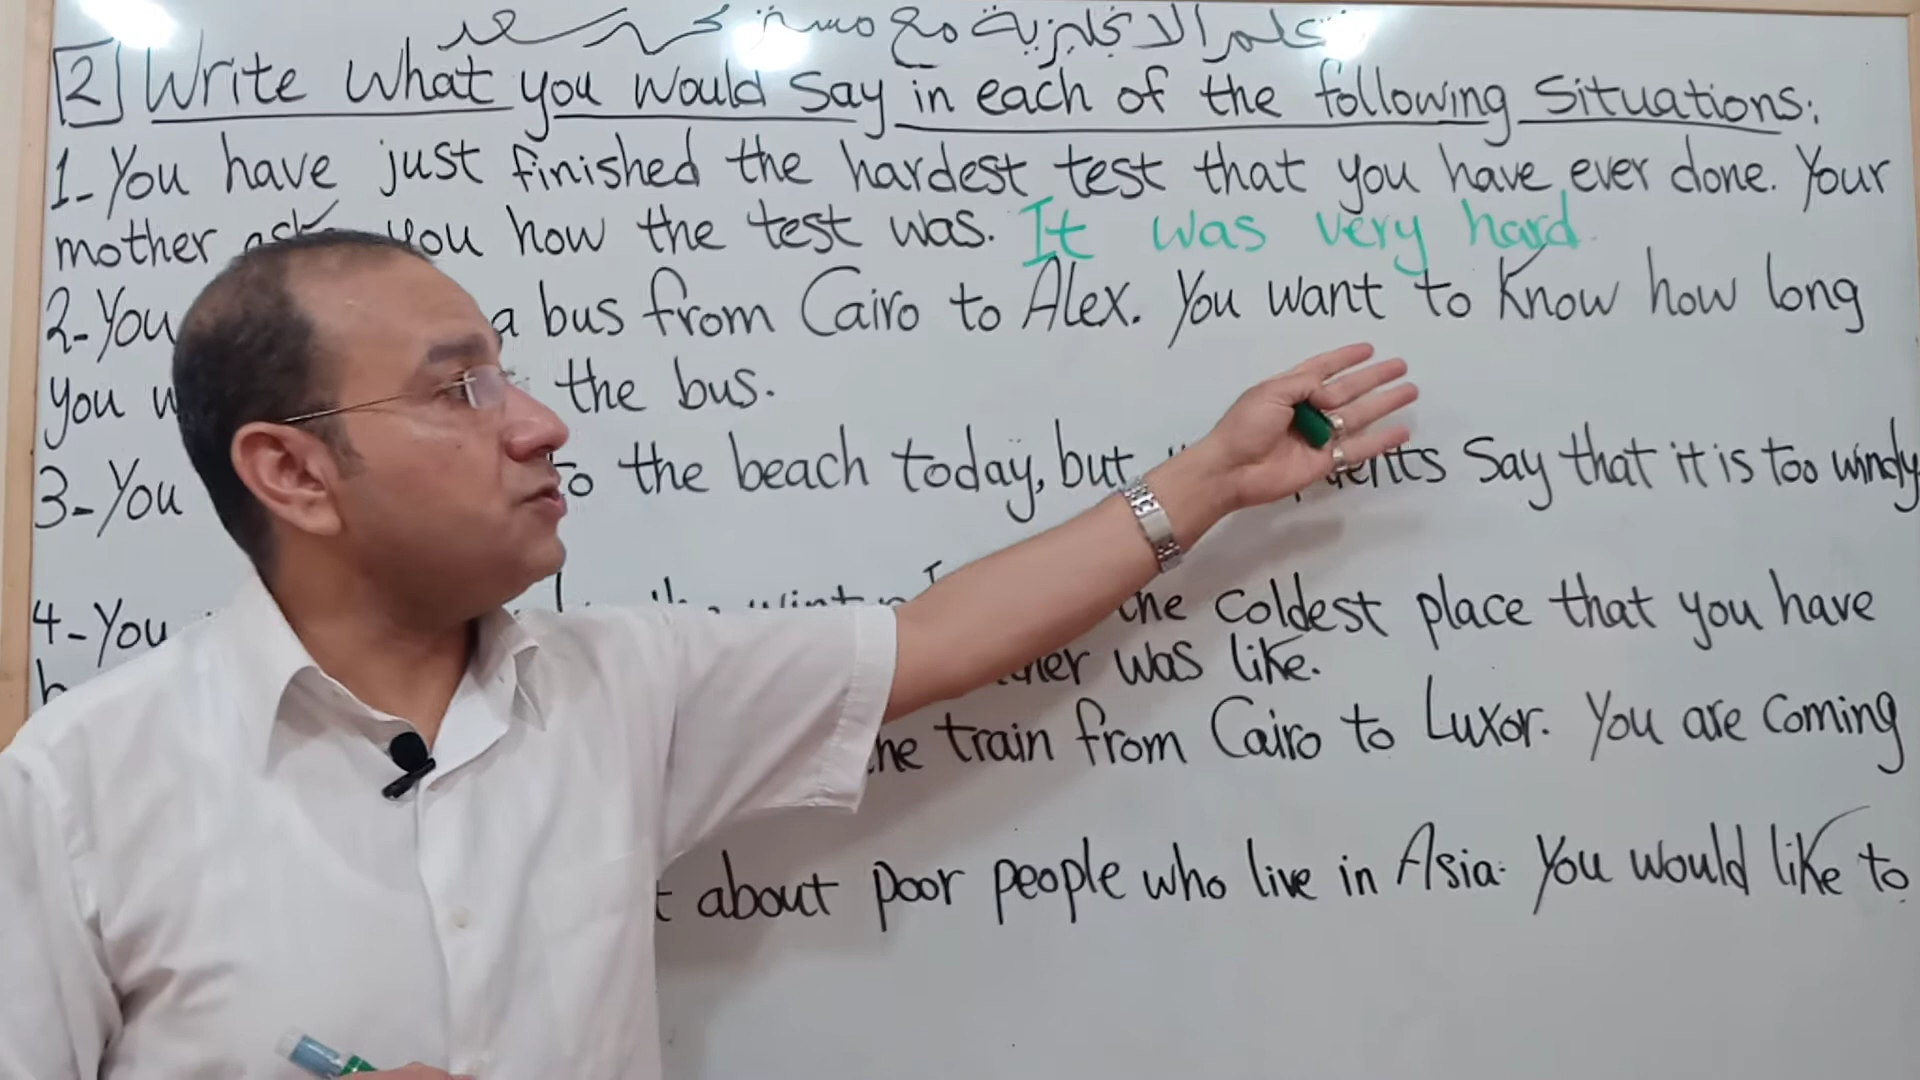 تعلم الانجليزية مع مستر محمد سعد
2 Write what you would say in each of the following situations:
1- You have just finished the hardest test that you have ever done. Your
mother asks you how the test was. It was very hard.
2- You a bus from Cairo to Alex. You want to know how long
you the bus.
3- You to the beach today, but say that it is too windy
4- You the coldest place that you have
was like.
the train from Cairo to Luxor. You are coming
about poor people who live in Asia. You would like to